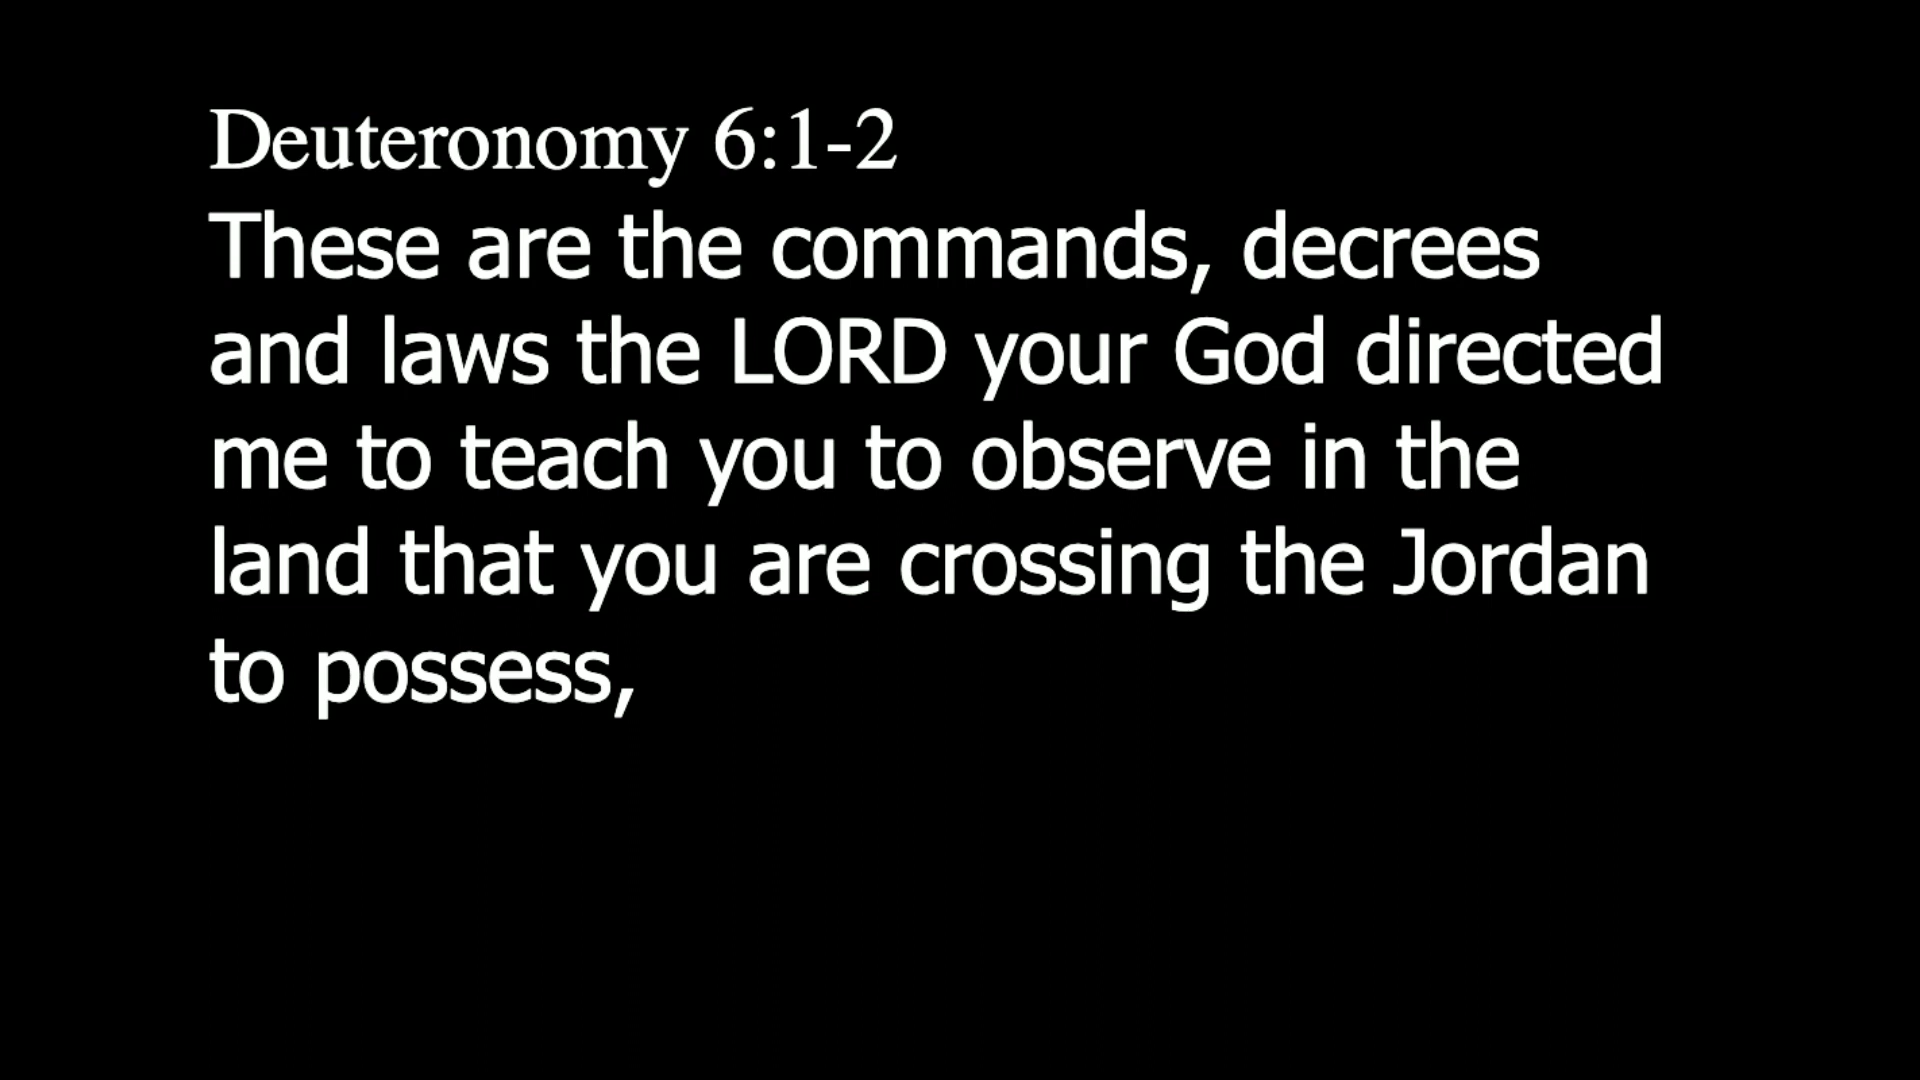 Deuteronomy 6:1-2
These are the commands, decrees
and laws the LORD your God directed
me to teach you to observe in the
land that you are crossing the Jordan
to possess,